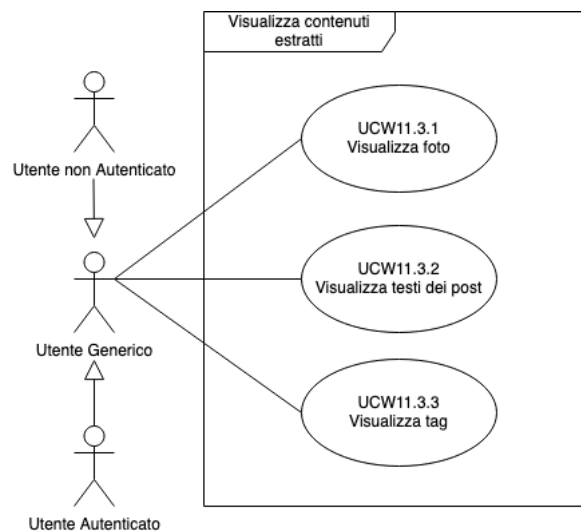 Visualizza contenuti
estratti
Utente non Autenticato
UCW11.3.1
Visualizza foto
UCW11.3.2
Visualizza testi dei post
Utente Generico
UCW11.3.3
Visualizza tag
Utente Autenticato